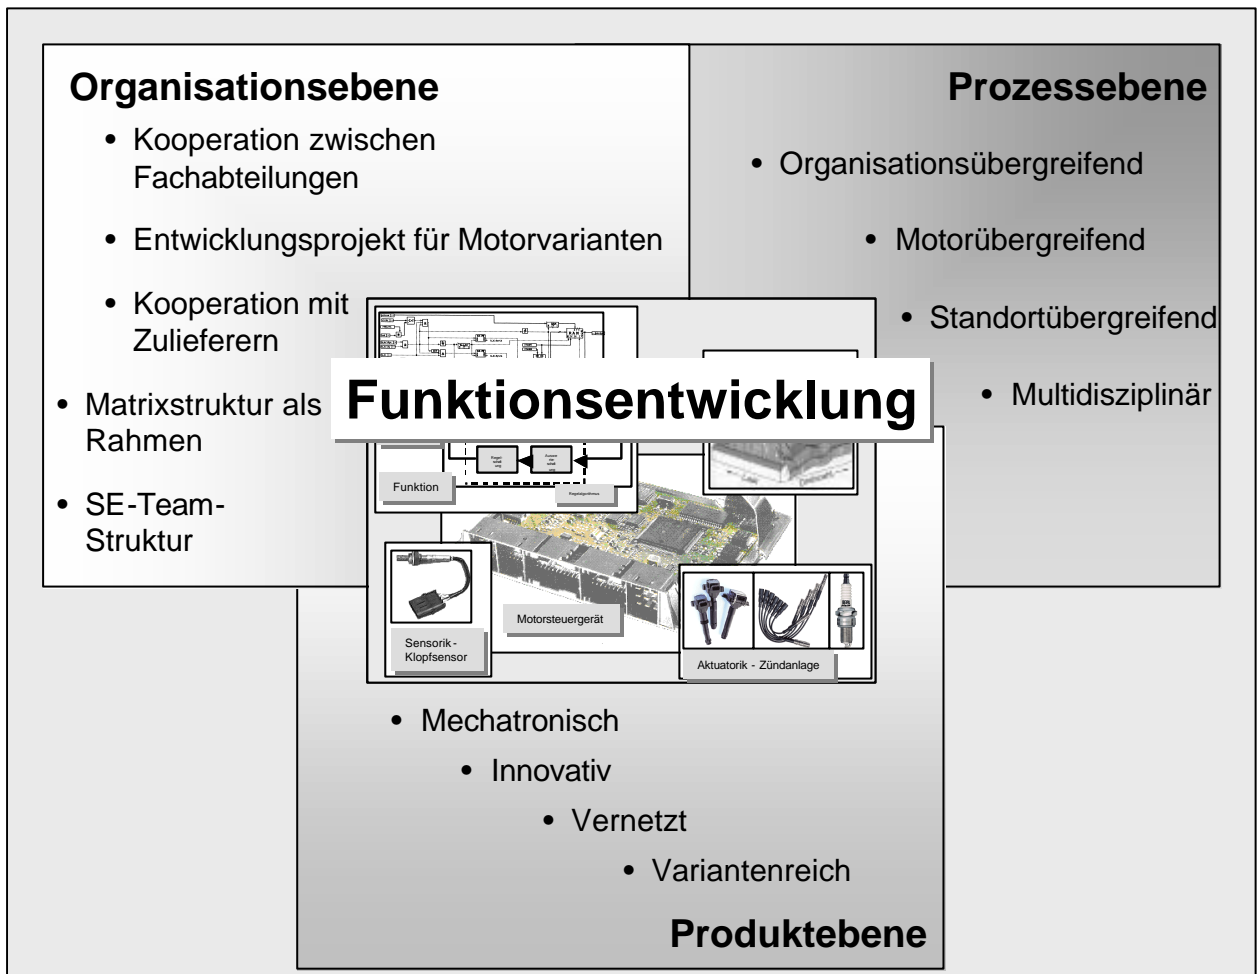 Organisationsebene
• Kooperation zwischen
Fachabteilungen
• Entwicklungsprojekt für Motorvarianten
• Kooperation mit
Zulieferern
• Matrixstruktur als
Rahmen
• SE-Team-
Struktur
Prozessebene
• Organisationsübergreifend
• Motorübergreifend
• Standortübergreifend
• Multidisziplinär
Funktionsentwicklung
Funktion
Motorsteuergerät
Sensorik-
Klopfsensor
Aktuatorik - Zündanlage
• Mechatronisch
• Innovativ
• Vernetzt
• Variantenreich
Produktebene